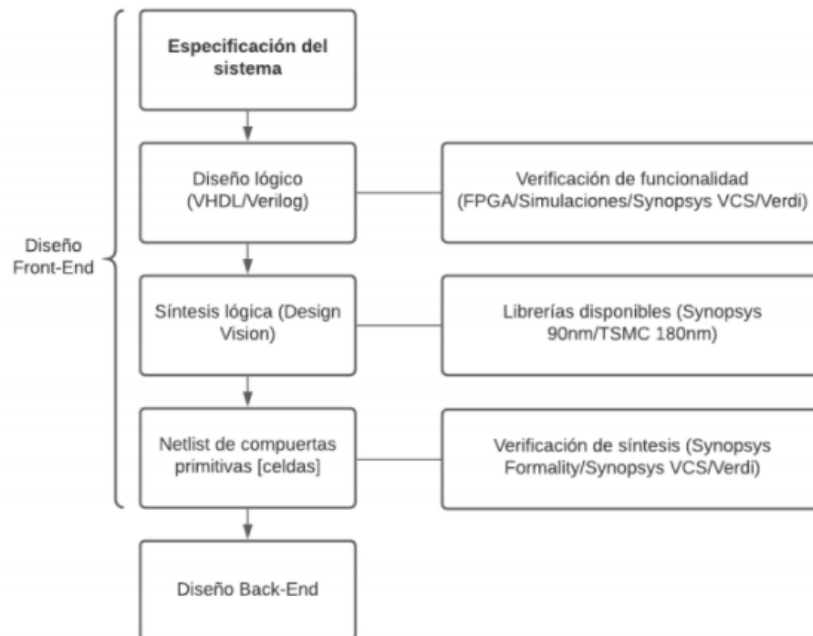 Especificación del
sistema
Diseño lógico
(VHDL/Verilog)
Verificación de funcionalidad
(FPGA/Simulaciones/Synopsys VCS/Verdi)
Diseño
Front-End
Síntesis lógica (Design
Vision)
Librerías disponibles (Synopsys
90nm/TSMC 180nm)
Netlist de compuertas
primitivas [celdas]
Verificación de síntesis (Synopsys
Formality/Synopsys VCS/Verdi)
Diseño Back-End